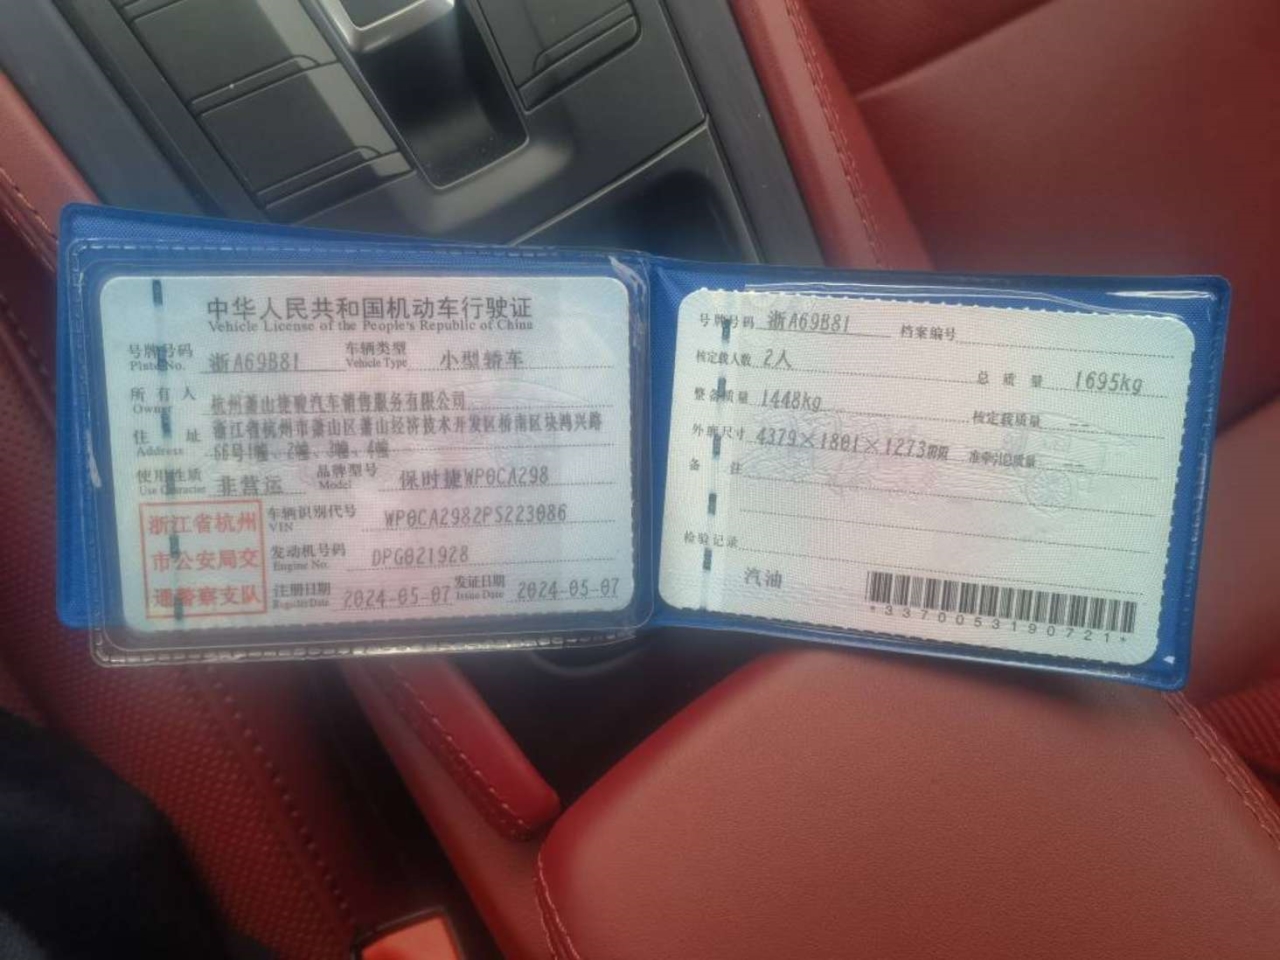 中华人民共和国机动车行驶证
Vehicle License of the People's Republic of China
号牌号码 浙A69B81 车辆类型 小型轿车
Plate No. Vehicle Type
所有人 杭州萧山捷骏汽车销售服务有限公司
Owner
住址 浙江省杭州市萧山区萧山经济技术开发区桥南区块鸿兴路
Address 66号1幢、2幢、3幢、4幢
使用性质 非营运 品牌型号 保时捷WP0CA298
Use Character Model
浙江省杭州
市公安局交
通警察支队
车辆识别代号 WP0CA2982PS223086
VIN
发动机号码 DPG021928
Engine No.
注册日期 2024-05-07 发证日期 2024-05-07
Register Date Issue Date
号牌号码 浙A69B81 档案编号
核定载人数 2人 总质量 1695kg
整备质量 1448kg 核定载质量 --
外廓尺寸 4379×1801×1273mm 准牵引总质量 --
备注
检验记录
汽油
*3370053190721*